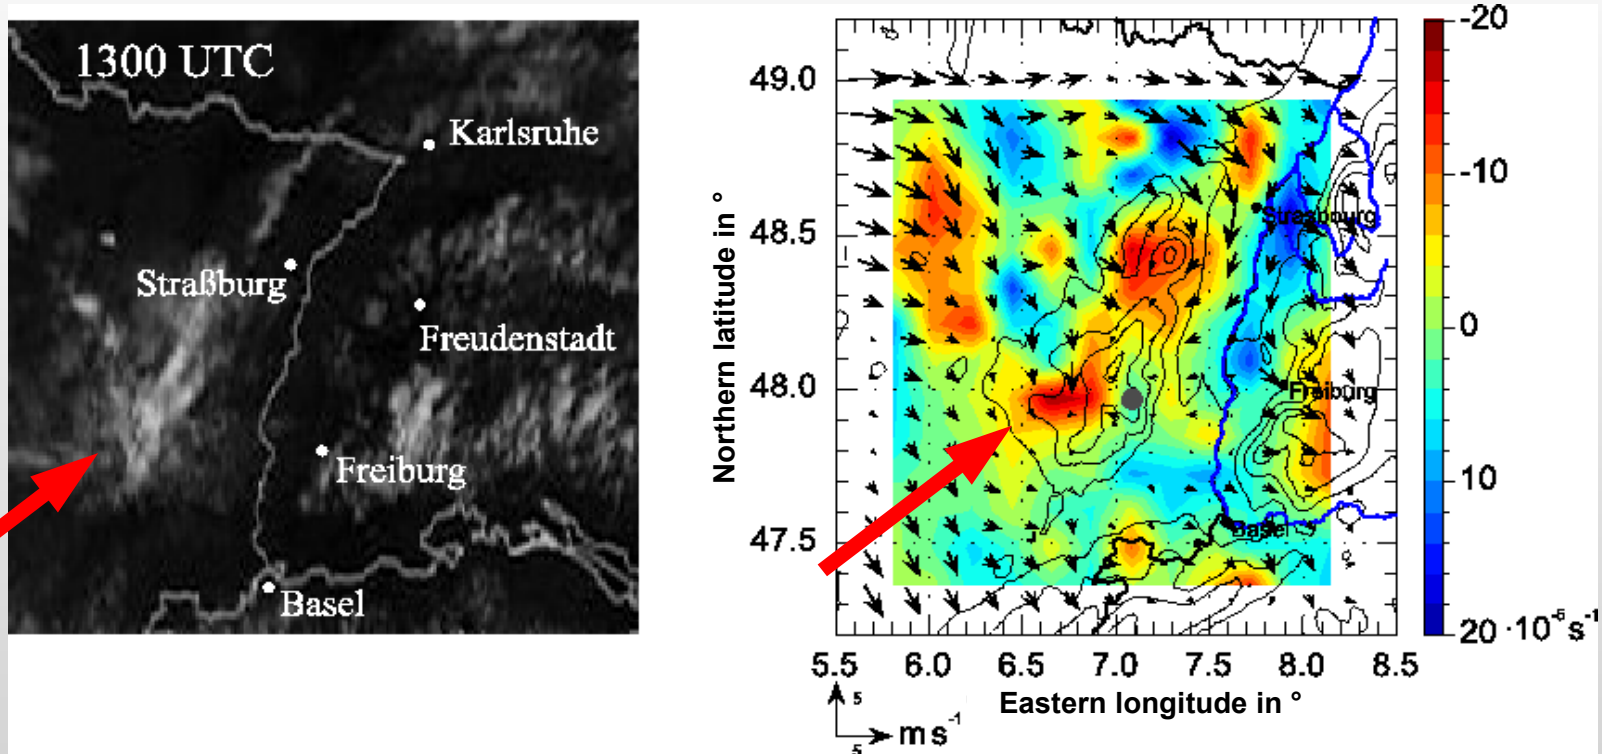 1300 UTC
Karlsruhe
Straßburg
Freudenstadt
Freiburg
Basel
Northern latitude in °
49.0
48.5
48.0
47.5
Strasbourg
Freiburg
Basel
5.5 6.0 6.5 7.0 7.5 8.0 8.5
Eastern longitude in °
5
m s⁻¹
5
-20
-10
0
10
20 ·10⁻⁵s⁻¹